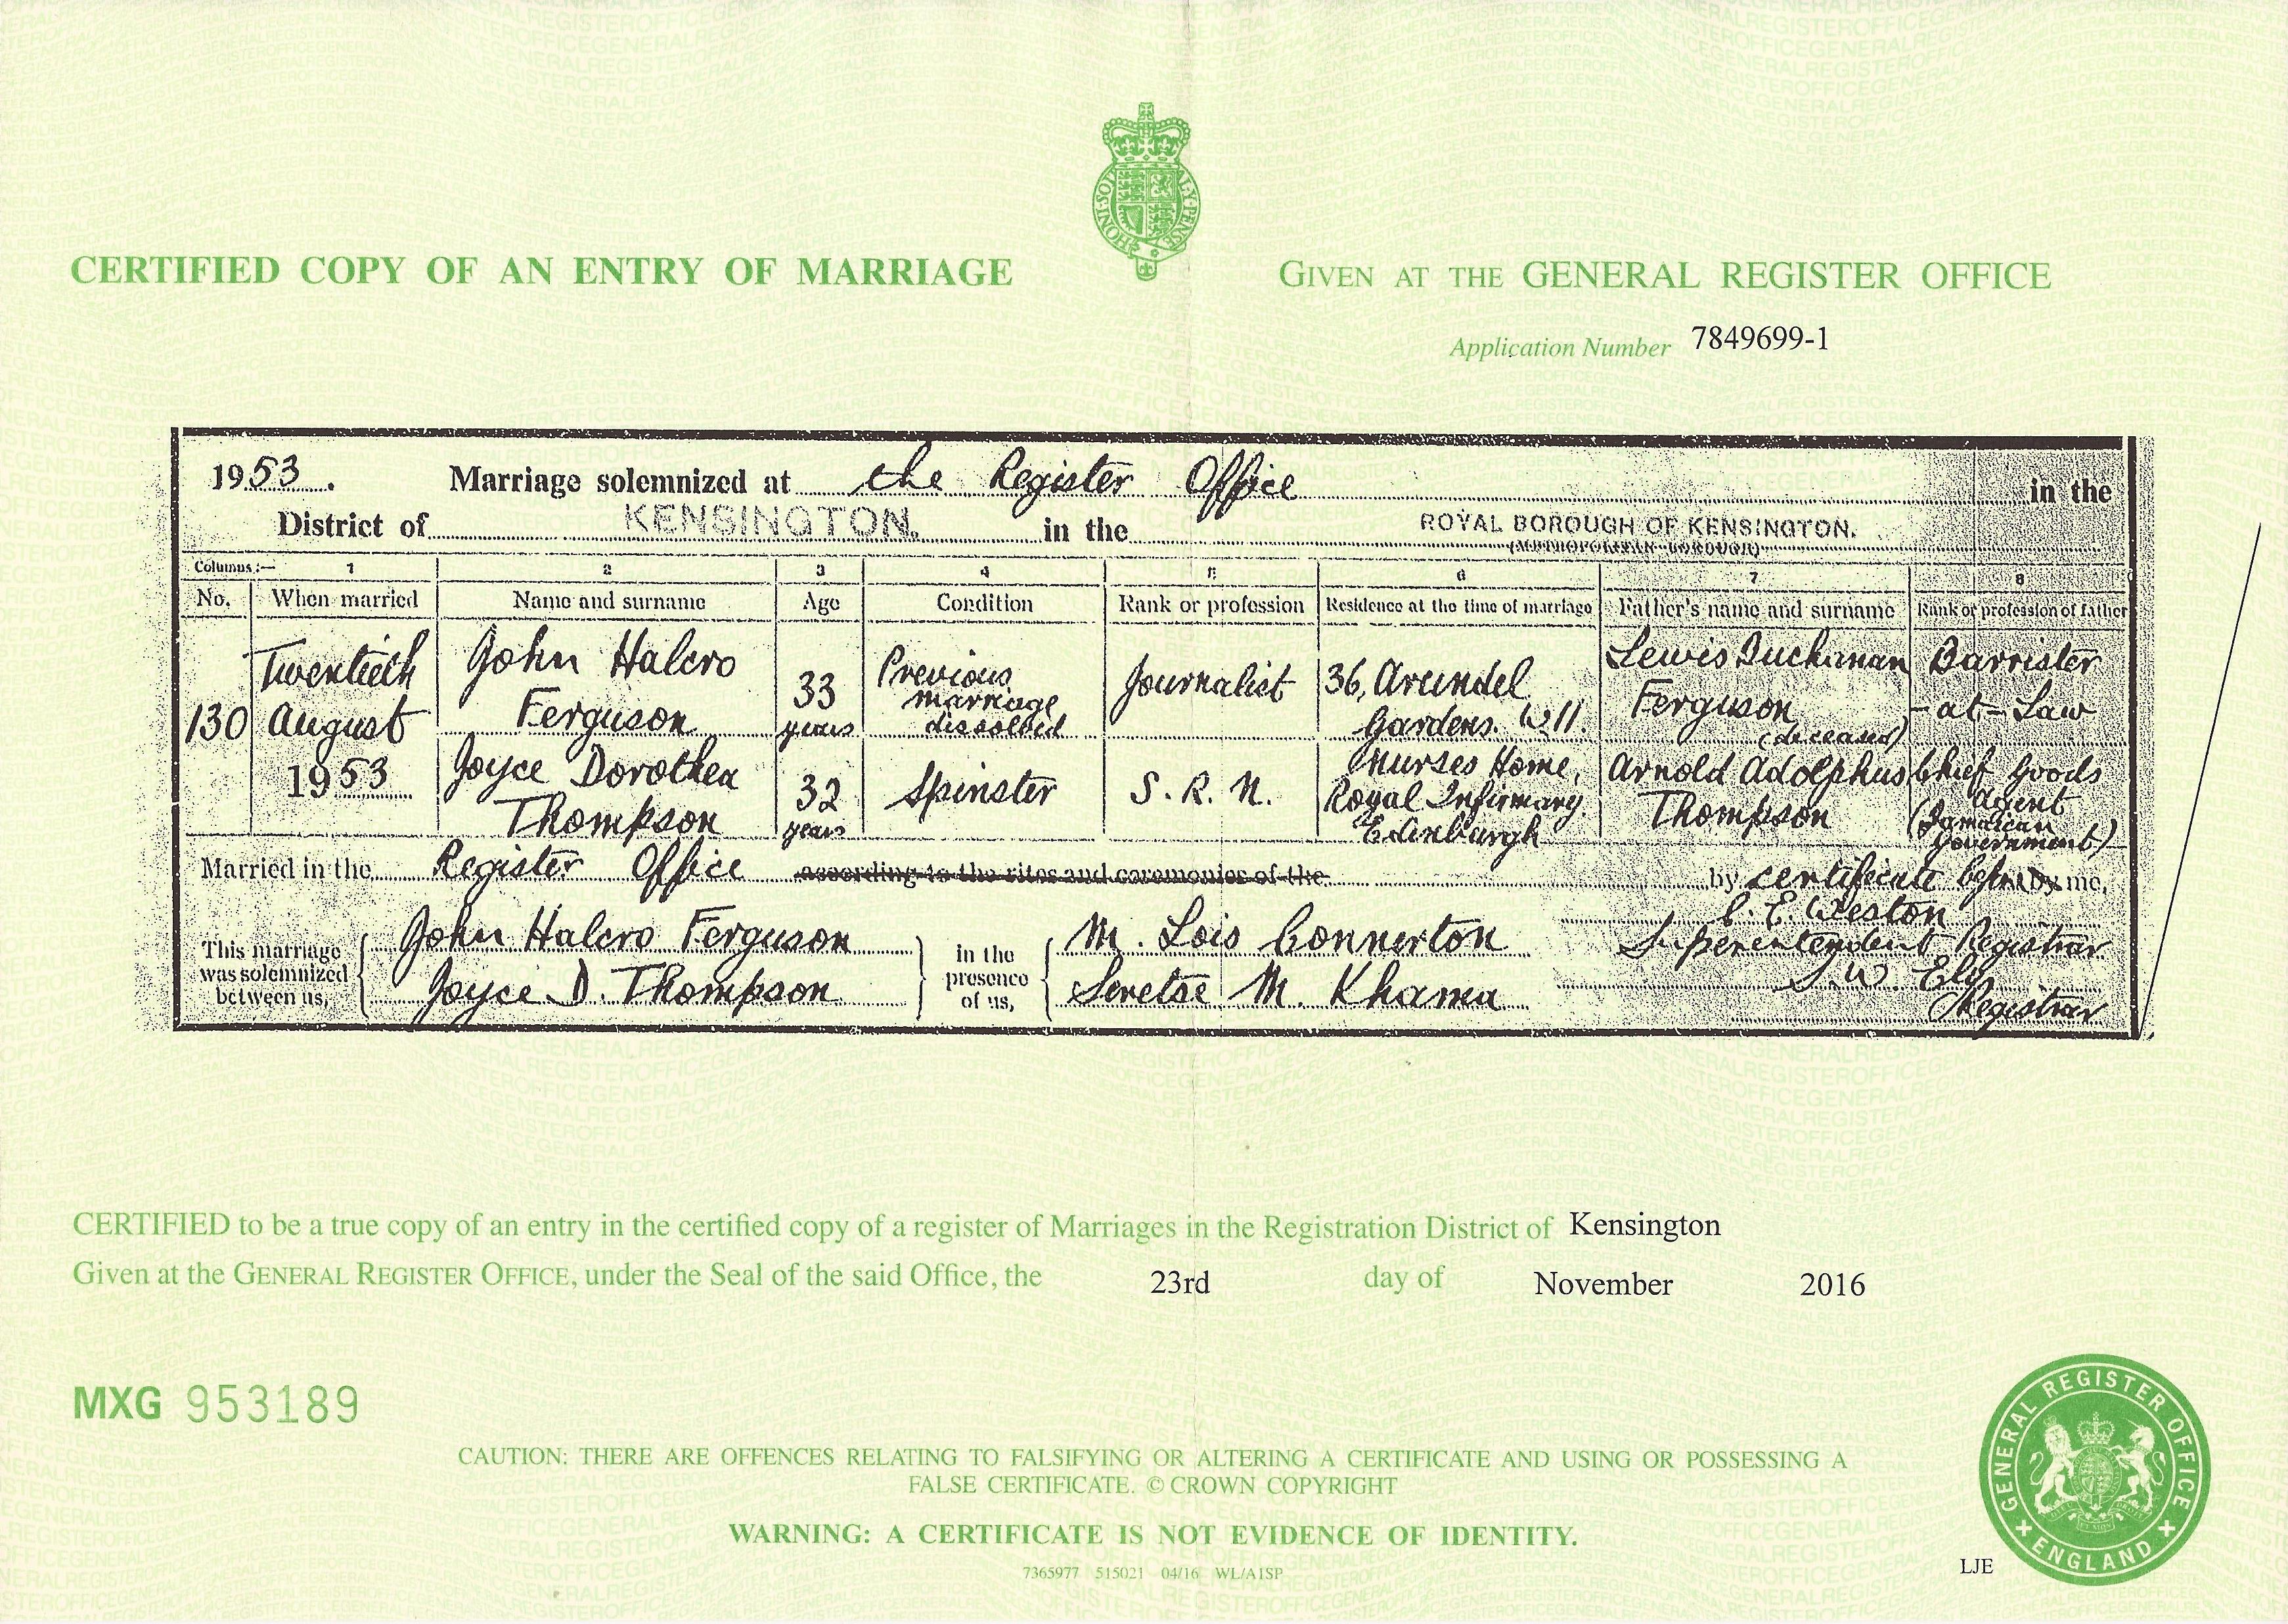 CERTIFIED COPY OF AN ENTRY OF MARRIAGE
GIVEN AT THE GENERAL REGISTER OFFICE
Application Number 7849699-1
1953. Marriage solemnized at the Register Office in the
District of KENSINGTON. in the ROYAL BOROUGH OF KENSINGTON.
(METROPOLITAN BOROUGH)
Columns:— 1 2 3 4 5 6 7 8
No. When married Name and surname Age Condition Rank or profession Residence at the time of marriage Father's name and surname Rank or profession of father
130 Twentieth August 1953
John Halcro Ferguson 33 years Previous marriage dissolved Journalist 36, Arundel Gardens. W11. Lewis Buchanan Ferguson (deceased) Barrister -at-Law
Joyce Dorothea Thompson 32 years Spinster S. R. N. Nurses Home, Royal Infirmary, Edinburgh Arnold Adolphus Thompson Chief Goods Agent (Jamaican Government)
Married in the Register Office according to the rites and ceremonies of the by certificate before by me,
This marriage was solemnized between us, John Halcro Ferguson
Joyce D. Thompson
in the presence of us, M. Lois Connerton
Seretse M. Khama
C. E. Weston
Superintendent Registrar
Registrar
CERTIFIED to be a true copy of an entry in the certified copy of a register of Marriages in the Registration District of Kensington
Given at the GENERAL REGISTER OFFICE, under the Seal of the said Office, the 23rd day of November 2016
MXG 953189
CAUTION: THERE ARE OFFENCES RELATING TO FALSIFYING OR ALTERING A CERTIFICATE AND USING OR POSSESSING A
FALSE CERTIFICATE. © CROWN COPYRIGHT
WARNING: A CERTIFICATE IS NOT EVIDENCE OF IDENTITY.
7365977 515021 04/16 WL/A1SP
LJE
GENERAL REGISTER OFFICE
ENGLAND